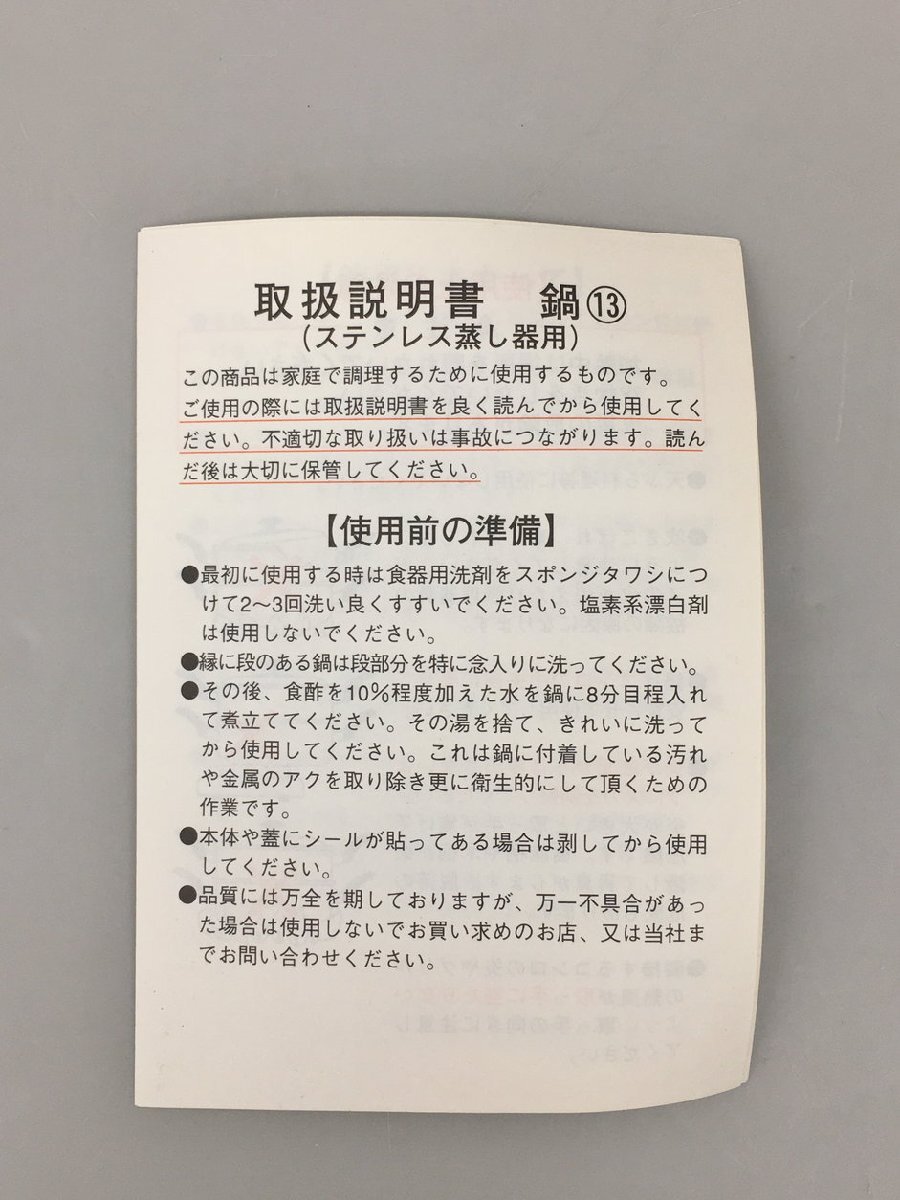 取扱説明書 鍋⑬
(ステンレス蒸し器用)
この商品は家庭で調理するために使用するものです。
ご使用の際には取扱説明書を良く読んでから使用してく
ださい。不適切な取り扱いは事故につながります。読ん
だ後は大切に保管してください。
【使用前の準備】
●最初に使用する時は食器用洗剤をスポンジタワシにつ
けて2〜3回洗い良くすすいでください。塩素系漂白剤
は使用しないでください。
●縁に段のある鍋は段部分を特に念入りに洗ってください。
●その後、食酢を10%程度加えた水を鍋に8分目程入れ
て煮立ててください。その湯を捨て、きれいに洗って
から使用してください。これは鍋に付着している汚れ
や金属のアクを取り除き更に衛生的にして頂くための
作業です。
●本体や蓋にシールが貼ってある場合は剥してから使用
してください。
●品質には万全を期しておりますが、万一不具合があっ
た場合は使用しないでお買い求めのお店、又は当社ま
でお問い合わせください。